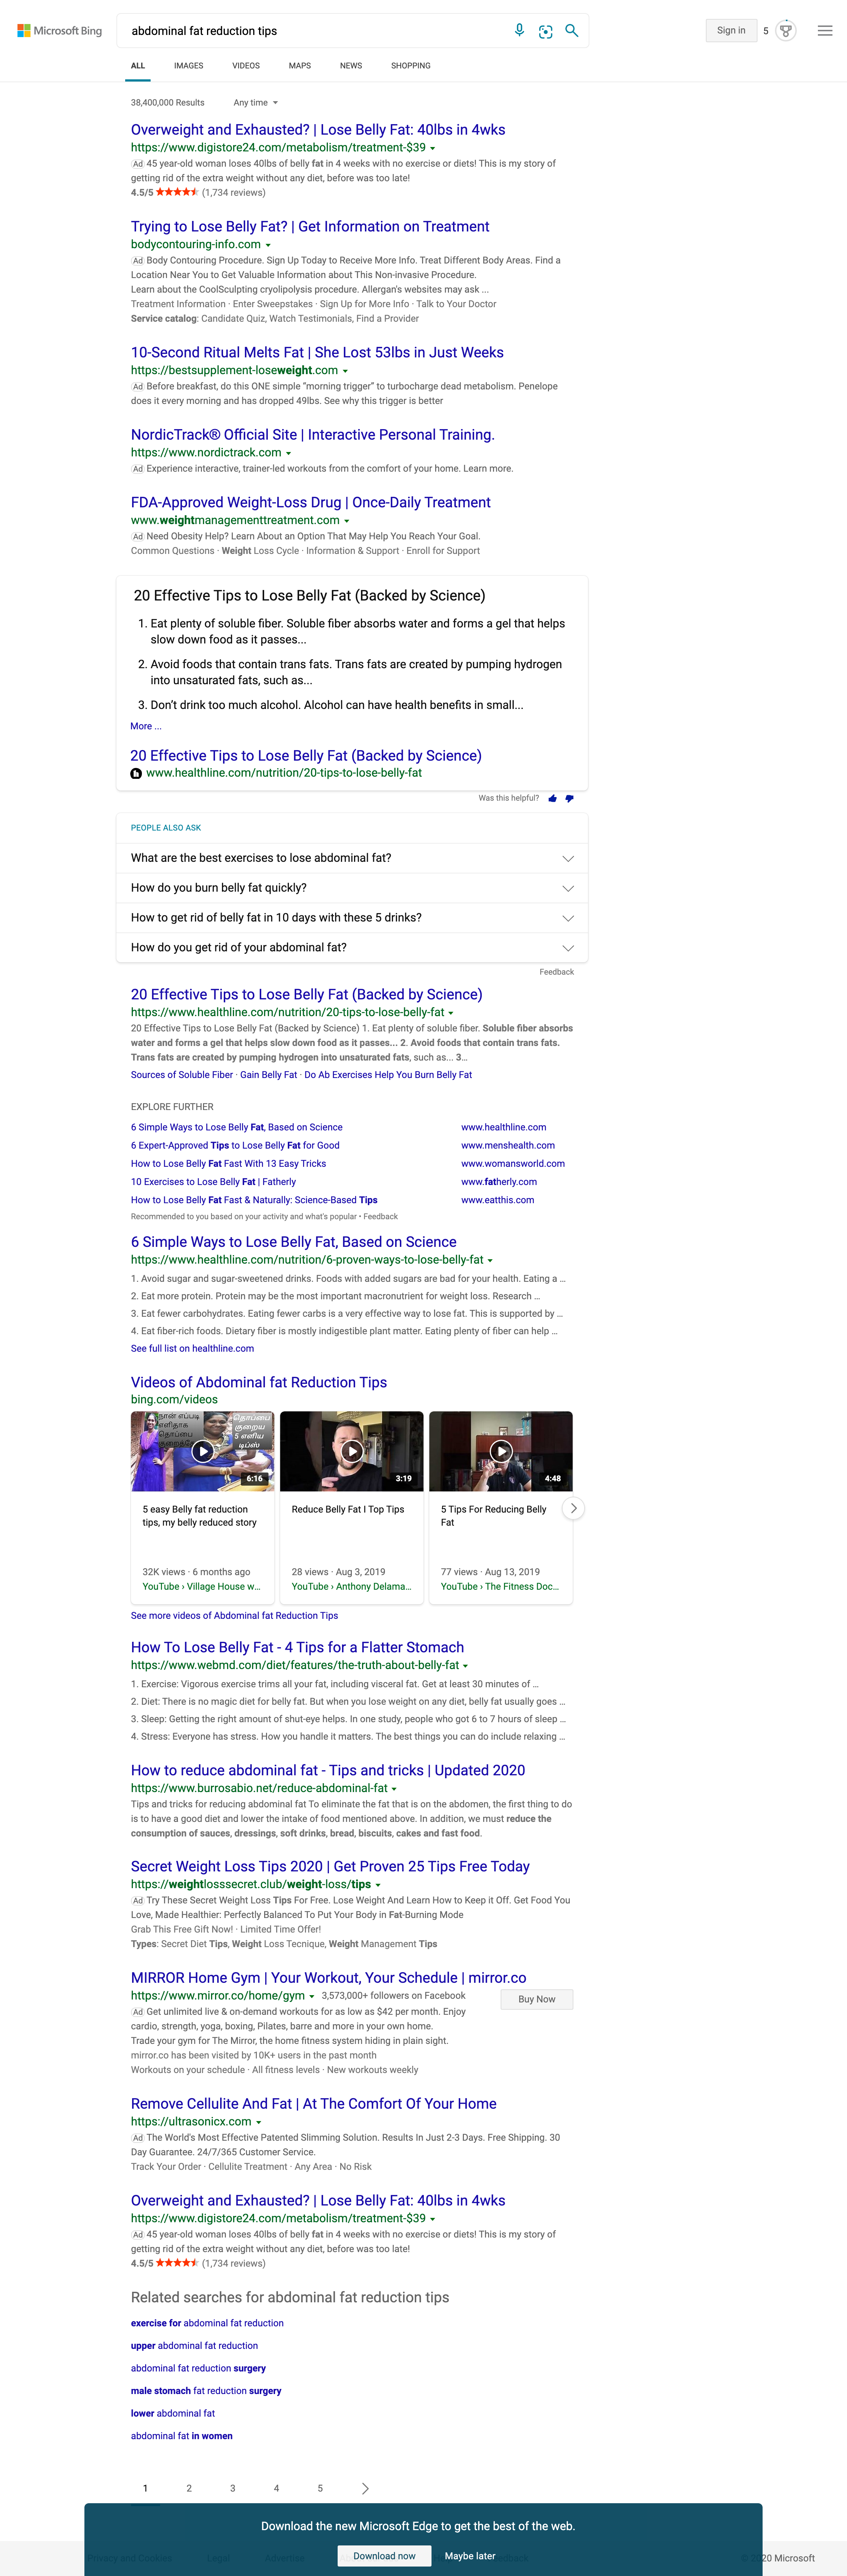 Microsoft Bing
abdominal fat reduction tips
Sign in
5
ALL
IMAGES
VIDEOS
MAPS
NEWS
SHOPPING
38,400,000 Results
Any time
Overweight and Exhausted? | Lose Belly Fat: 40lbs in 4wks
https://www.digistore24.com/metabolism/treatment-$39
Ad 45 year-old woman loses 40lbs of belly fat in 4 weeks with no exercise or diets! This is my story of
getting rid of the extra weight without any diet, before was too late!
4.5/5 (1,734 reviews)
Trying to Lose Belly Fat? | Get Information on Treatment
bodycontouring-info.com
Ad Body Contouring Procedure. Sign Up Today to Receive More Info. Treat Different Body Areas. Find a
Location Near You to Get Valuable Information about This Non-invasive Procedure.
Learn about the CoolSculpting cryolipolysis procedure. Allergan's websites may ask ...
Treatment Information · Enter Sweepstakes · Sign Up for More Info · Talk to Your Doctor
Service catalog: Candidate Quiz, Watch Testimonials, Find a Provider
10-Second Ritual Melts Fat | She Lost 53lbs in Just Weeks
https://bestsupplement-loseweight.com
Ad Before breakfast, do this ONE simple "morning trigger" to turbocharge dead metabolism. Penelope
does it every morning and has dropped 49lbs. See why this trigger is better
NordicTrack® Official Site | Interactive Personal Training.
https://www.nordictrack.com
Ad Experience interactive, trainer-led workouts from the comfort of your home. Learn more.
FDA-Approved Weight-Loss Drug | Once-Daily Treatment
www.weightmanagementtreatment.com
Ad Need Obesity Help? Learn About an Option That May Help You Reach Your Goal.
Common Questions · Weight Loss Cycle · Information & Support · Enroll for Support
20 Effective Tips to Lose Belly Fat (Backed by Science)
1. Eat plenty of soluble fiber. Soluble fiber absorbs water and forms a gel that helps
slow down food as it passes...
2. Avoid foods that contain trans fats. Trans fats are created by pumping hydrogen
into unsaturated fats, such as...
3. Don't drink too much alcohol. Alcohol can have health benefits in small...
More ...
20 Effective Tips to Lose Belly Fat (Backed by Science)
www.healthline.com/nutrition/20-tips-to-lose-belly-fat
Was this helpful?
PEOPLE ALSO ASK
What are the best exercises to lose abdominal fat?
How do you burn belly fat quickly?
How to get rid of belly fat in 10 days with these 5 drinks?
How do you get rid of your abdominal fat?
Feedback
20 Effective Tips to Lose Belly Fat (Backed by Science)
https://www.healthline.com/nutrition/20-tips-to-lose-belly-fat
20 Effective Tips to Lose Belly Fat (Backed by Science) 1. Eat plenty of soluble fiber. Soluble fiber absorbs
water and forms a gel that helps slow down food as it passes... 2. Avoid foods that contain trans fats.
Trans fats are created by pumping hydrogen into unsaturated fats, such as... 3...
Sources of Soluble Fiber · Gain Belly Fat · Do Ab Exercises Help You Burn Belly Fat
EXPLORE FURTHER
6 Simple Ways to Lose Belly Fat, Based on Science
www.healthline.com
6 Expert-Approved Tips to Lose Belly Fat for Good
www.menshealth.com
How to Lose Belly Fat Fast With 13 Easy Tricks
www.womansworld.com
10 Exercises to Lose Belly Fat | Fatherly
www.fatherly.com
How to Lose Belly Fat Fast & Naturally: Science-Based Tips
www.eatthis.com
Recommended to you based on your activity and what's popular • Feedback
6 Simple Ways to Lose Belly Fat, Based on Science
https://www.healthline.com/nutrition/6-proven-ways-to-lose-belly-fat
1. Avoid sugar and sugar-sweetened drinks. Foods with added sugars are bad for your health. Eating a ...
2. Eat more protein. Protein may be the most important macronutrient for weight loss. Research ...
3. Eat fewer carbohydrates. Eating fewer carbs is a very effective way to lose fat. This is supported by ...
4. Eat fiber-rich foods. Dietary fiber is mostly indigestible plant matter. Eating plenty of fiber can help ...
See full list on healthline.com
Videos of Abdominal fat Reduction Tips
bing.com/videos
நான் எப்படி
எளிதாக
தொப்பை
தொப்பை
குறைய
5 எளிய
டிப்ஸ்
6:16
3:19
4:48
5 easy Belly fat reduction
tips, my belly reduced story
Reduce Belly Fat I Top Tips
5 Tips For Reducing Belly
Fat
32K views · 6 months ago
YouTube › Village House w...
28 views · Aug 3, 2019
YouTube › Anthony Delama...
77 views · Aug 13, 2019
YouTube › The Fitness Doc...
See more videos of Abdominal fat Reduction Tips
How To Lose Belly Fat - 4 Tips for a Flatter Stomach
https://www.webmd.com/diet/features/the-truth-about-belly-fat
1. Exercise: Vigorous exercise trims all your fat, including visceral fat. Get at least 30 minutes of ...
2. Diet: There is no magic diet for belly fat. But when you lose weight on any diet, belly fat usually goes ...
3. Sleep: Getting the right amount of shut-eye helps. In one study, people who got 6 to 7 hours of sleep ...
4. Stress: Everyone has stress. How you handle it matters. The best things you can do include relaxing ...
How to reduce abdominal fat - Tips and tricks | Updated 2020
https://www.burrosabio.net/reduce-abdominal-fat
Tips and tricks for reducing abdominal fat To eliminate the fat that is on the abdomen, the first thing to do
is to have a good diet and lower the intake of food mentioned above. In addition, we must reduce the
consumption of sauces, dressings, soft drinks, bread, biscuits, cakes and fast food.
Secret Weight Loss Tips 2020 | Get Proven 25 Tips Free Today
https://weightlosssecret.club/weight-loss/tips
Ad Try These Secret Weight Loss Tips For Free. Lose Weight And Learn How to Keep it Off. Get Food You
Love, Made Healthier: Perfectly Balanced To Put Your Body in Fat-Burning Mode
Grab This Free Gift Now! · Limited Time Offer!
Types: Secret Diet Tips, Weight Loss Tecnique, Weight Management Tips
MIRROR Home Gym | Your Workout, Your Schedule | mirror.co
https://www.mirror.co/home/gym
3,573,000+ followers on Facebook
Buy Now
Ad Get unlimited live & on-demand workouts for as low as $42 per month. Enjoy
cardio, strength, yoga, boxing, Pilates, barre and more in your own home.
Trade your gym for The Mirror, the home fitness system hiding in plain sight.
mirror.co has been visited by 10K+ users in the past month
Workouts on your schedule · All fitness levels · New workouts weekly
Remove Cellulite And Fat | At The Comfort Of Your Home
https://ultrasonicx.com
Ad The World's Most Effective Patented Slimming Solution. Results In Just 2-3 Days. Free Shipping. 30
Day Guarantee. 24/7/365 Customer Service.
Track Your Order · Cellulite Treatment · Any Area · No Risk
Overweight and Exhausted? | Lose Belly Fat: 40lbs in 4wks
https://www.digistore24.com/metabolism/treatment-$39
Ad 45 year-old woman loses 40lbs of belly fat in 4 weeks with no exercise or diets! This is my story of
getting rid of the extra weight without any diet, before was too late!
4.5/5 (1,734 reviews)
Related searches for abdominal fat reduction tips
exercise for abdominal fat reduction
upper abdominal fat reduction
abdominal fat reduction surgery
male stomach fat reduction surgery
lower abdominal fat
abdominal fat in women
1
2
3
4
5
Download the new Microsoft Edge to get the best of the web.
Download now
Maybe later
20 Microsoft